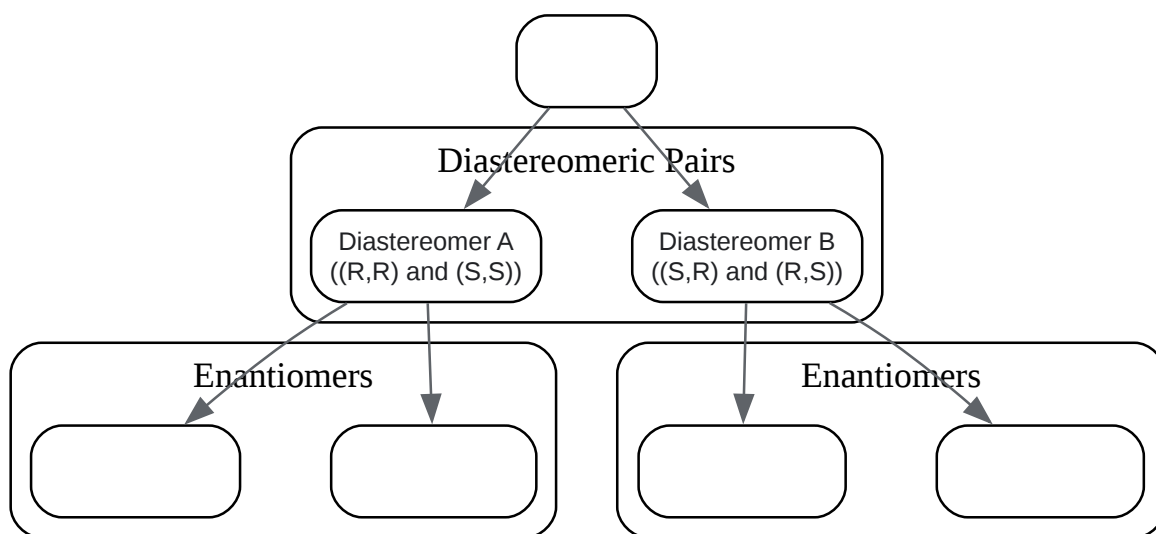 Diastereomeric Pairs
Diastereomer A
((R,R) and (S,S))
Diastereomer B
((S,R) and (R,S))
Enantiomers
Enantiomers